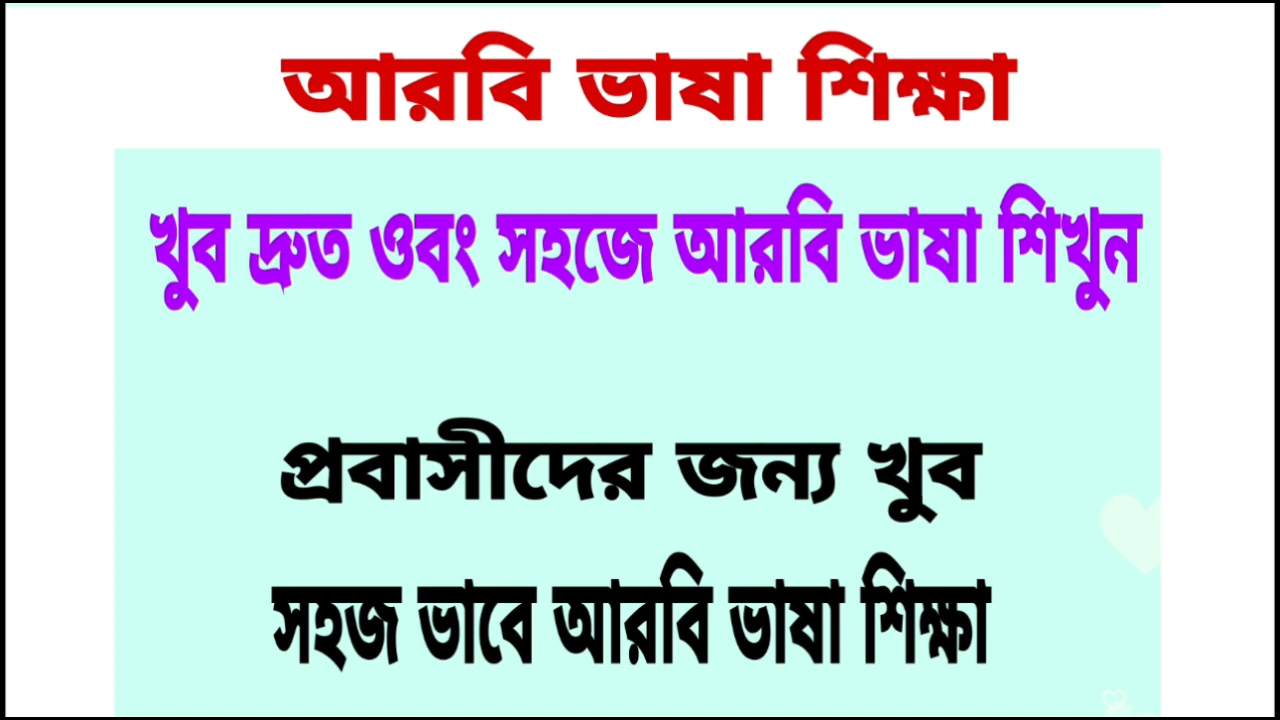 আরবি ভাষা শিক্ষা
খুব দ্রুত ওবং সহজে আরবি ভাষা শিখুন
প্রবাসীদের জন্য খুব
সহজ ভাবে আরবি ভাষা শিক্ষা